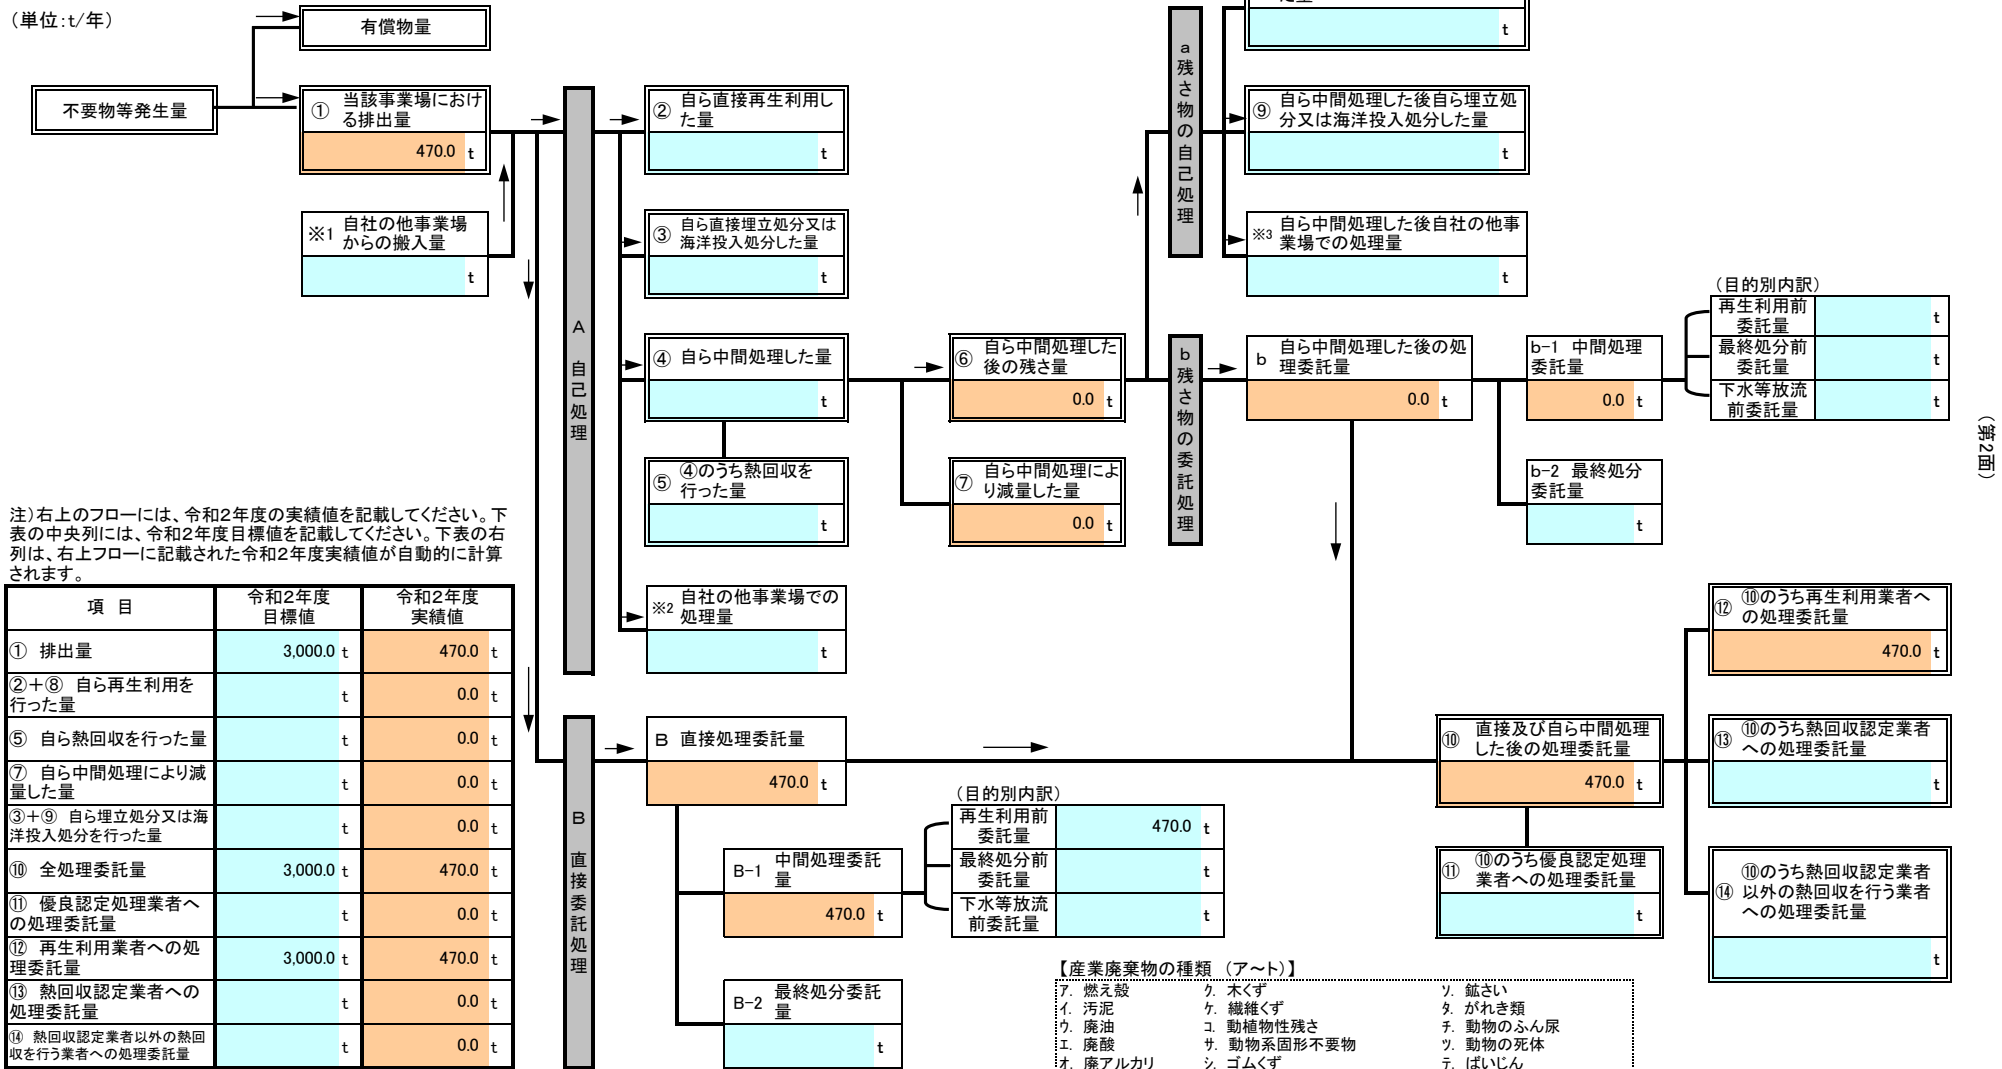 （単位：t/年）
有償物量
不要物等発生量
① 当該事業場におけ
る排出量
470.0 t
※1 自社の他事業場
からの搬入量
t
A 自己処理
② 自ら直接再生利用し
た量
t
③ 自ら直接埋立処分又は
海洋投入処分した量
t
④ 自ら中間処理した量
t
⑤ ④のうち熱回収を
行った量
t
※2 自社の他事業場での
処理量
t
⑥ 自ら中間処理した
後の残さ量
0.0 t
⑦ 自ら中間処理によ
り減量した量
0.0 t
a 残さ物の自己処理
t
⑨ 自ら中間処理した後自ら埋立処
分又は海洋投入処分した量
t
※3 自ら中間処理した後自社の他事
業場での処理量
t
b 残さ物の委託処理
b 自ら中間処理した後の処
理委託量
0.0 t
b-1 中間処理
委託量
0.0 t
（目的別内訳）
再生利用前
委託量 t
最終処分前
委託量 t
下水等放流
前委託量 t
b-2 最終処分
委託量
t
（第2面）
注）右上のフローには、令和２年度の実績値を記載してください。下
表の中央列には、令和２年度目標値を記載してください。下表の右
列は、右上フローに記載された令和２年度実績値が自動的に計算
されます。
項 目 令和２年度
目標値 令和２年度
実績値
① 排出量 3,000.0 t 470.0 t
②＋⑧ 自ら再生利用を
行った量 t 0.0 t
⑤ 自ら熱回収を行った量 t 0.0 t
⑦ 自ら中間処理により減
量した量 t 0.0 t
③＋⑨ 自ら埋立処分又は海
洋投入処分を行った量 t 0.0 t
⑩ 全処理委託量 3,000.0 t 470.0 t
⑪ 優良認定処理業者へ
の処理委託量 t 0.0 t
⑫ 再生利用業者への処
理委託量 3,000.0 t 470.0 t
⑬ 熱回収認定業者への
処理委託量 t 0.0 t
⑭ 熱回収認定業者以外の熱回
収を行う業者への処理委託量 t 0.0 t
B 直接委託処理
B 直接処理委託量
470.0 t
B-1 中間処理委託
量
470.0 t
（目的別内訳）
再生利用前
委託量 470.0 t
最終処分前
委託量 t
下水等放流
前委託量 t
B-2 最終処分委託
量
t
⑩ 直接及び自ら中間処理
した後の処理委託量
470.0 t
⑪ ⑩のうち優良認定処理
業者への処理委託量
t
⑫ ⑩のうち再生利用業者へ
の処理委託量
470.0 t
⑬ ⑩のうち熱回収認定業者
への処理委託量
t
⑭ ⑩のうち熱回収認定業者
以外の熱回収を行う業者
への処理委託量
t
【産業廃棄物の種類 （ア～ト）】
ｱ. 燃え殻 ｸ. 木くず ｿ. 鉱さい
ｲ. 汚泥 ｹ. 繊維くず ﾀ. がれき類
ｳ. 廃油 ｺ. 動植物性残さ ﾁ. 動物のふん尿
ｴ. 廃酸 ｻ. 動物系固形不要物 ﾂ. 動物の死体
ｵ. 廃アルカリ ｼ. ゴムくず ﾃ. ばいじん